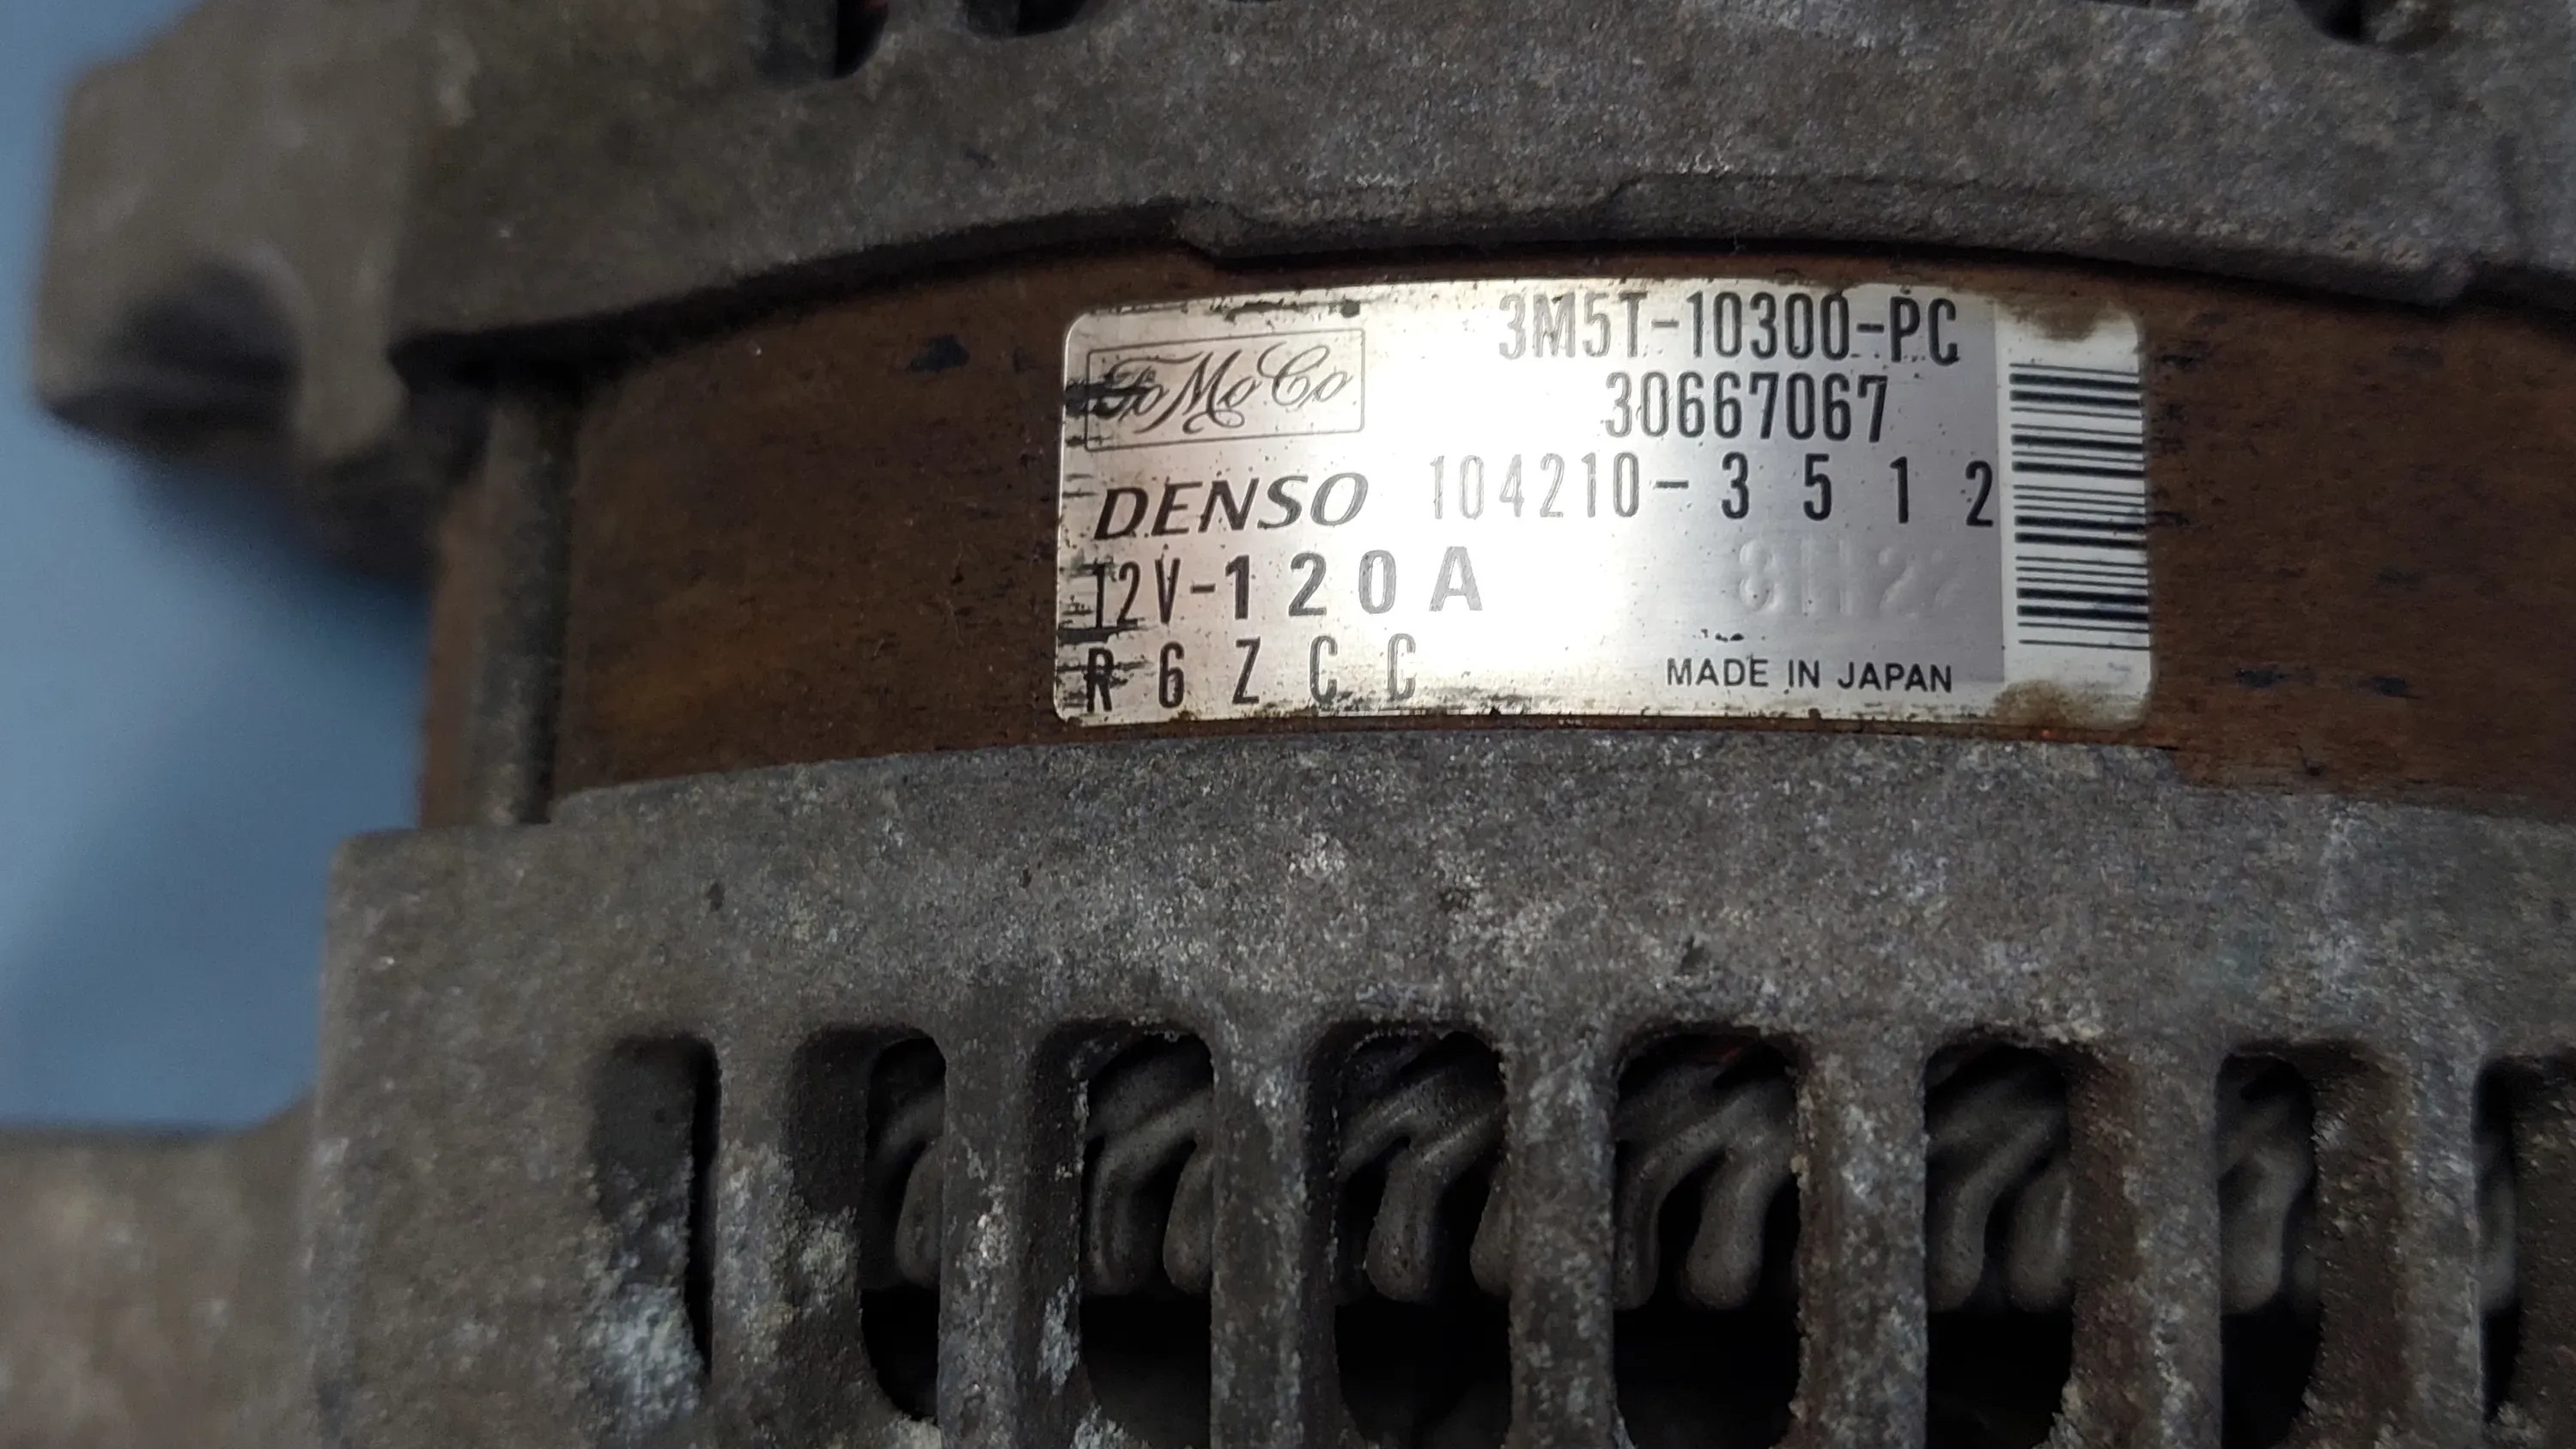 3M5T-10300-PC
FoMoCo
30667067
DENSO 104210-3512
12V-120A
R6ZCC
MADE IN JAPAN